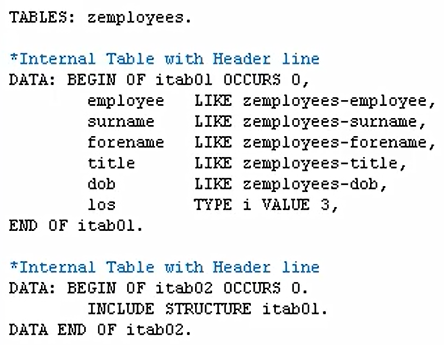 TABLES: zemployees.
*Internal Table with Header line
DATA: BEGIN OF itab01 OCCURS 0,
employee LIKE zemployees-employee,
surname LIKE zemployees-surname,
forename LIKE zemployees-forename,
title LIKE zemployees-title,
dob LIKE zemployees-dob,
los TYPE i VALUE 3,
END OF itab01.
*Internal Table with Header line
DATA: BEGIN OF itab02 OCCURS 0.
INCLUDE STRUCTURE itab01.
DATA END OF itab02.